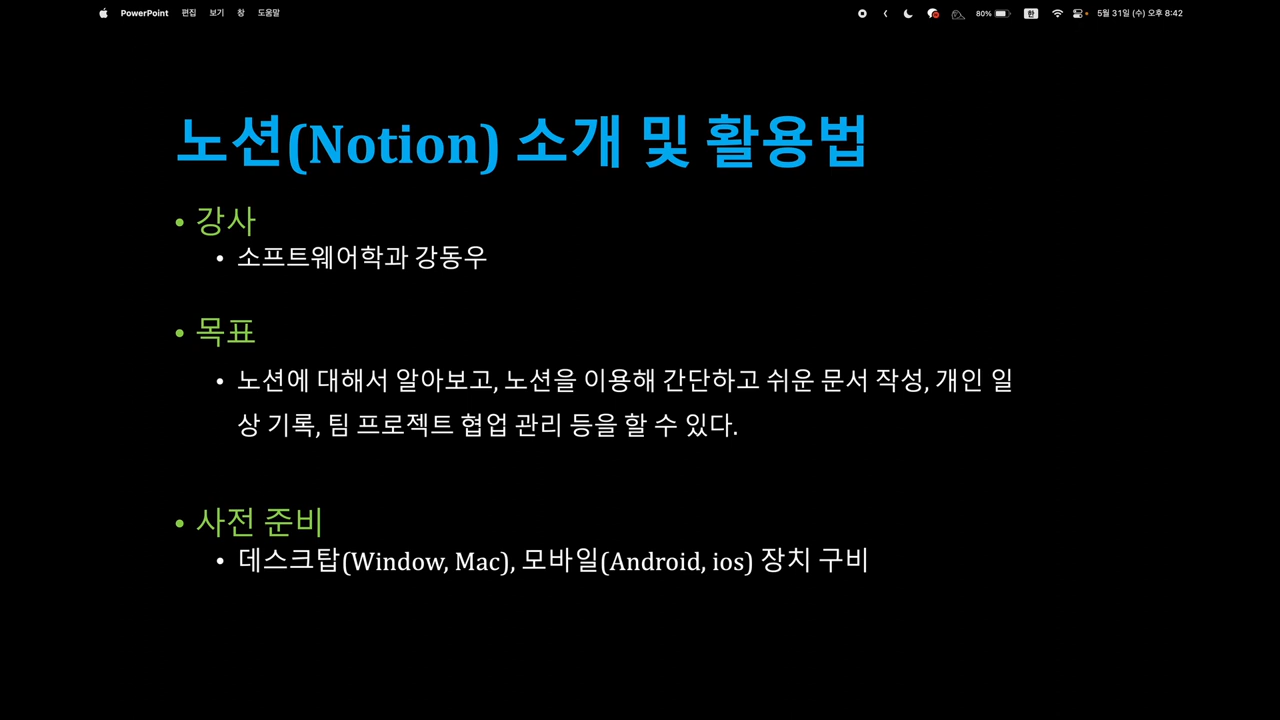 PowerPoint 편집 보기 창 도움말 80% 한 5월 31일 (수) 오후 8:42
노션(Notion) 소개 및 활용법
• 강사
• 소프트웨어학과 강동우
• 목표
• 노션에 대해서 알아보고, 노션을 이용해 간단하고 쉬운 문서 작성, 개인 일
상 기록, 팀 프로젝트 협업 관리 등을 할 수 있다.
• 사전 준비
• 데스크탑(Window, Mac), 모바일(Android, ios) 장치 구비